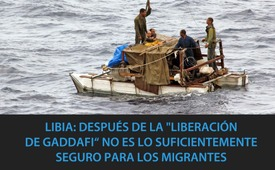 LIBIA: DESPUÉS DE LA "LIBERACIÓN
DE GADDAFI” NO ES LO SUFICIENTEMENTE
SEGURO PARA LOS MIGRANTES